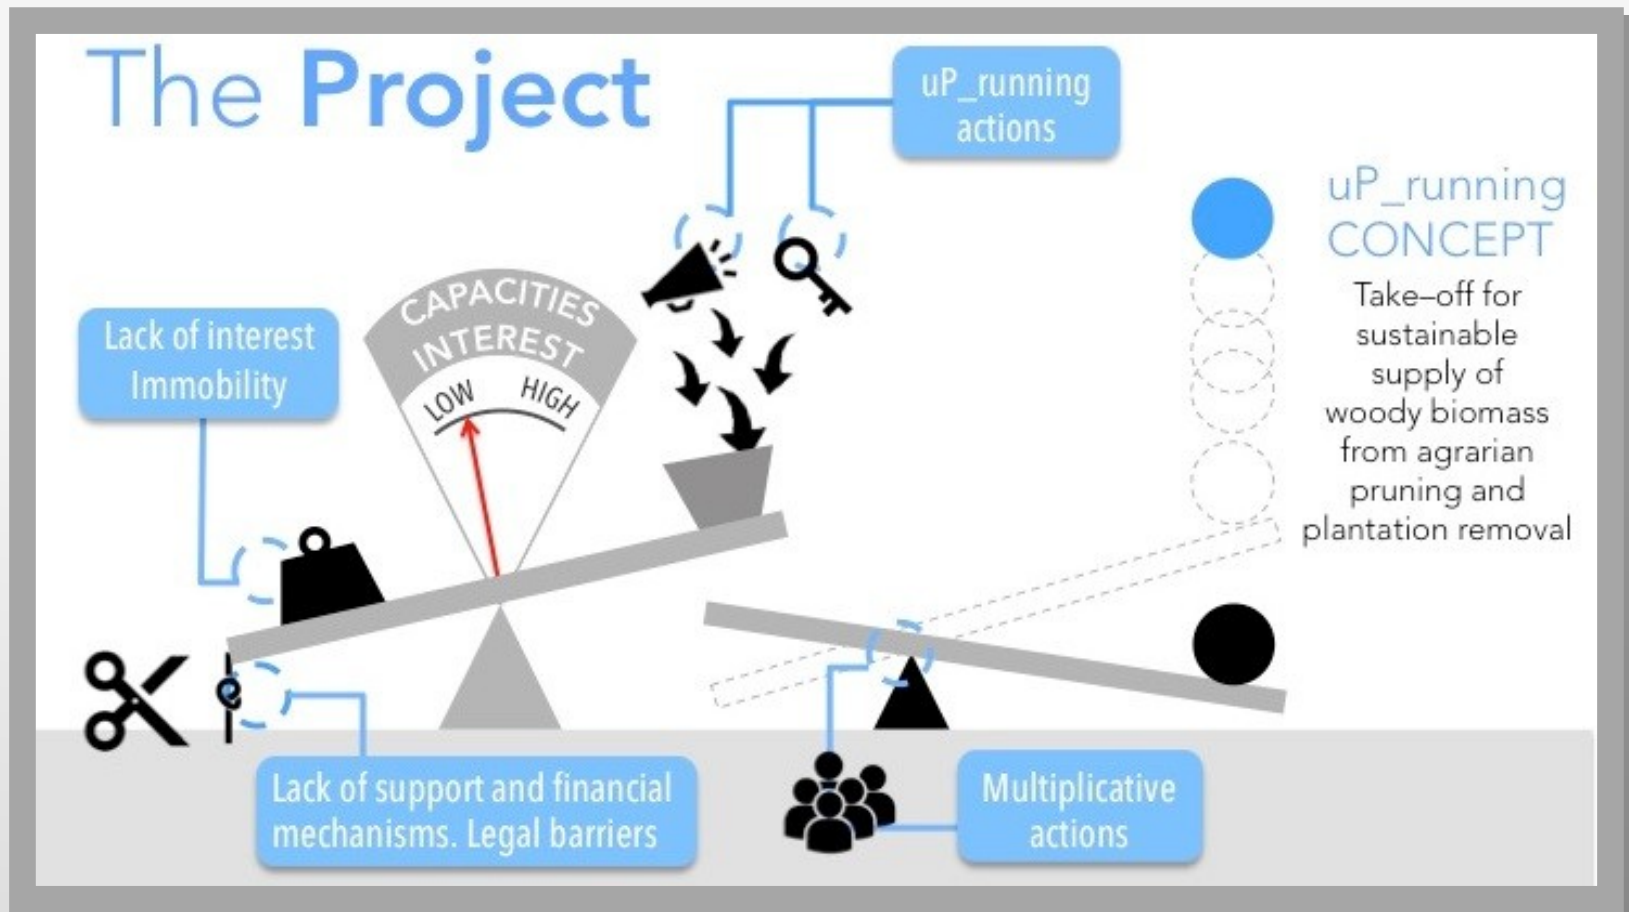 The Project
uP_running
actions
uP_running
CONCEPT
Take–off for
sustainable
supply of
woody biomass
from agrarian
pruning and
plantation removal
CAPACITIES
INTEREST
LOW HIGH
Lack of interest
Immobility
Lack of support and financial
mechanisms. Legal barriers
Multiplicative
actions